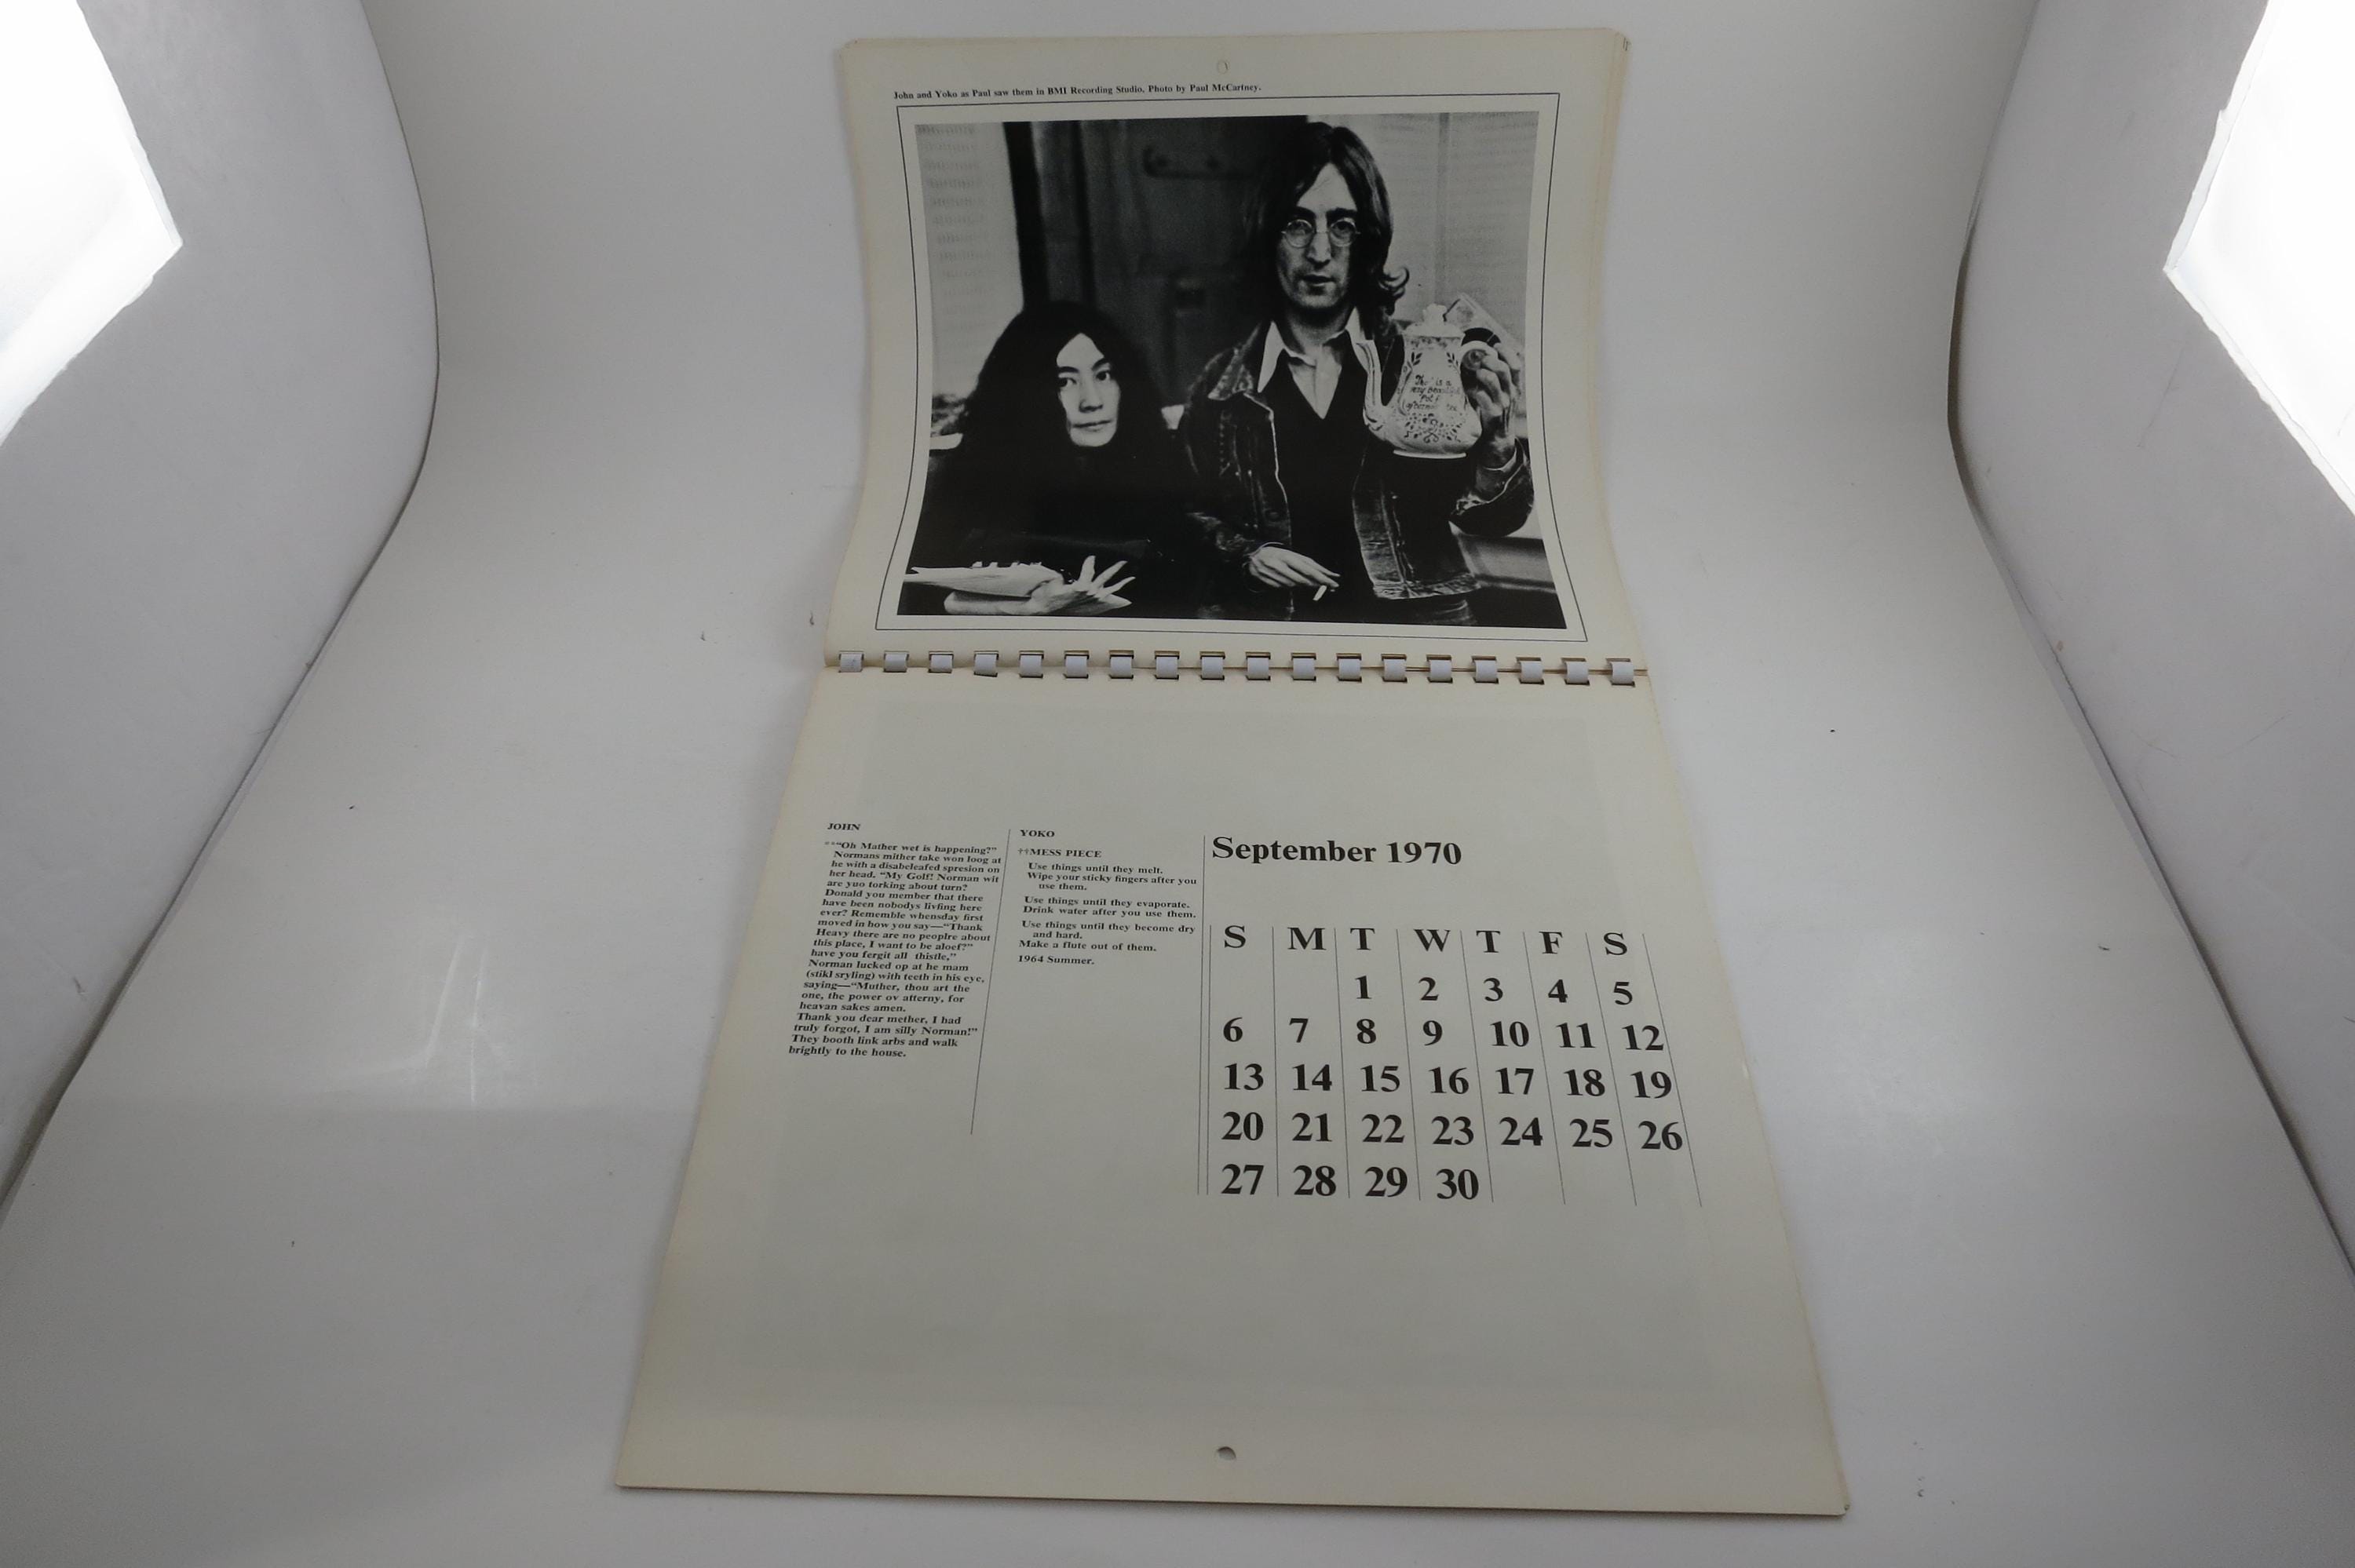 John and Yoko as Paul saw them in BMI Recording Studio. Photo by Paul McCartney.
This is a
very beautiful
Pot
JOHN
**"Oh Mather wet is happening?"
Normans mither take won loog at
he with a disabeleafed spresion on
her head. "My Golf! Norman wit
are yuo torking about turn?
Donald you member that there
have been nobodys livfing here
ever? Remember whensday first
moved in how you say—"Thank
Heavy there are no peoplre about
this place, I want to be aloef?"
have you fergit all thistle,"
Norman lucked op at he mam
(stikl sryling) with teeth in his eye,
saying—"Muther, thou art the
one, the power ov atterny, for
heavan sakes amen.
Thank you dear mether, I had
truly forgot, I am silly Norman!"
They booth link arbs and walk
brightly to the house.
YOKO
††MESS PIECE
Use things until they melt.
Wipe your sticky fingers after you
use them.
Use things until they evaporate.
Drink water after you use them.
Use things until they become dry
and hard.
Make a flute out of them.
1964 Summer.
September 1970
S M T W T F S
1 2 3 4 5
6 7 8 9 10 11 12
13 14 15 16 17 18 19
20 21 22 23 24 25 26
27 28 29 30